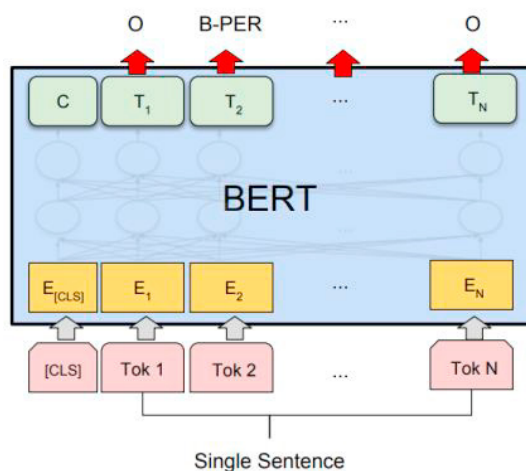 O B-PER ... O
C T1 T2 ... TN
...
...
BERT
E[CLS] E1 E2 ... EN
[CLS] Tok 1 Tok 2 ... Tok N
Single Sentence